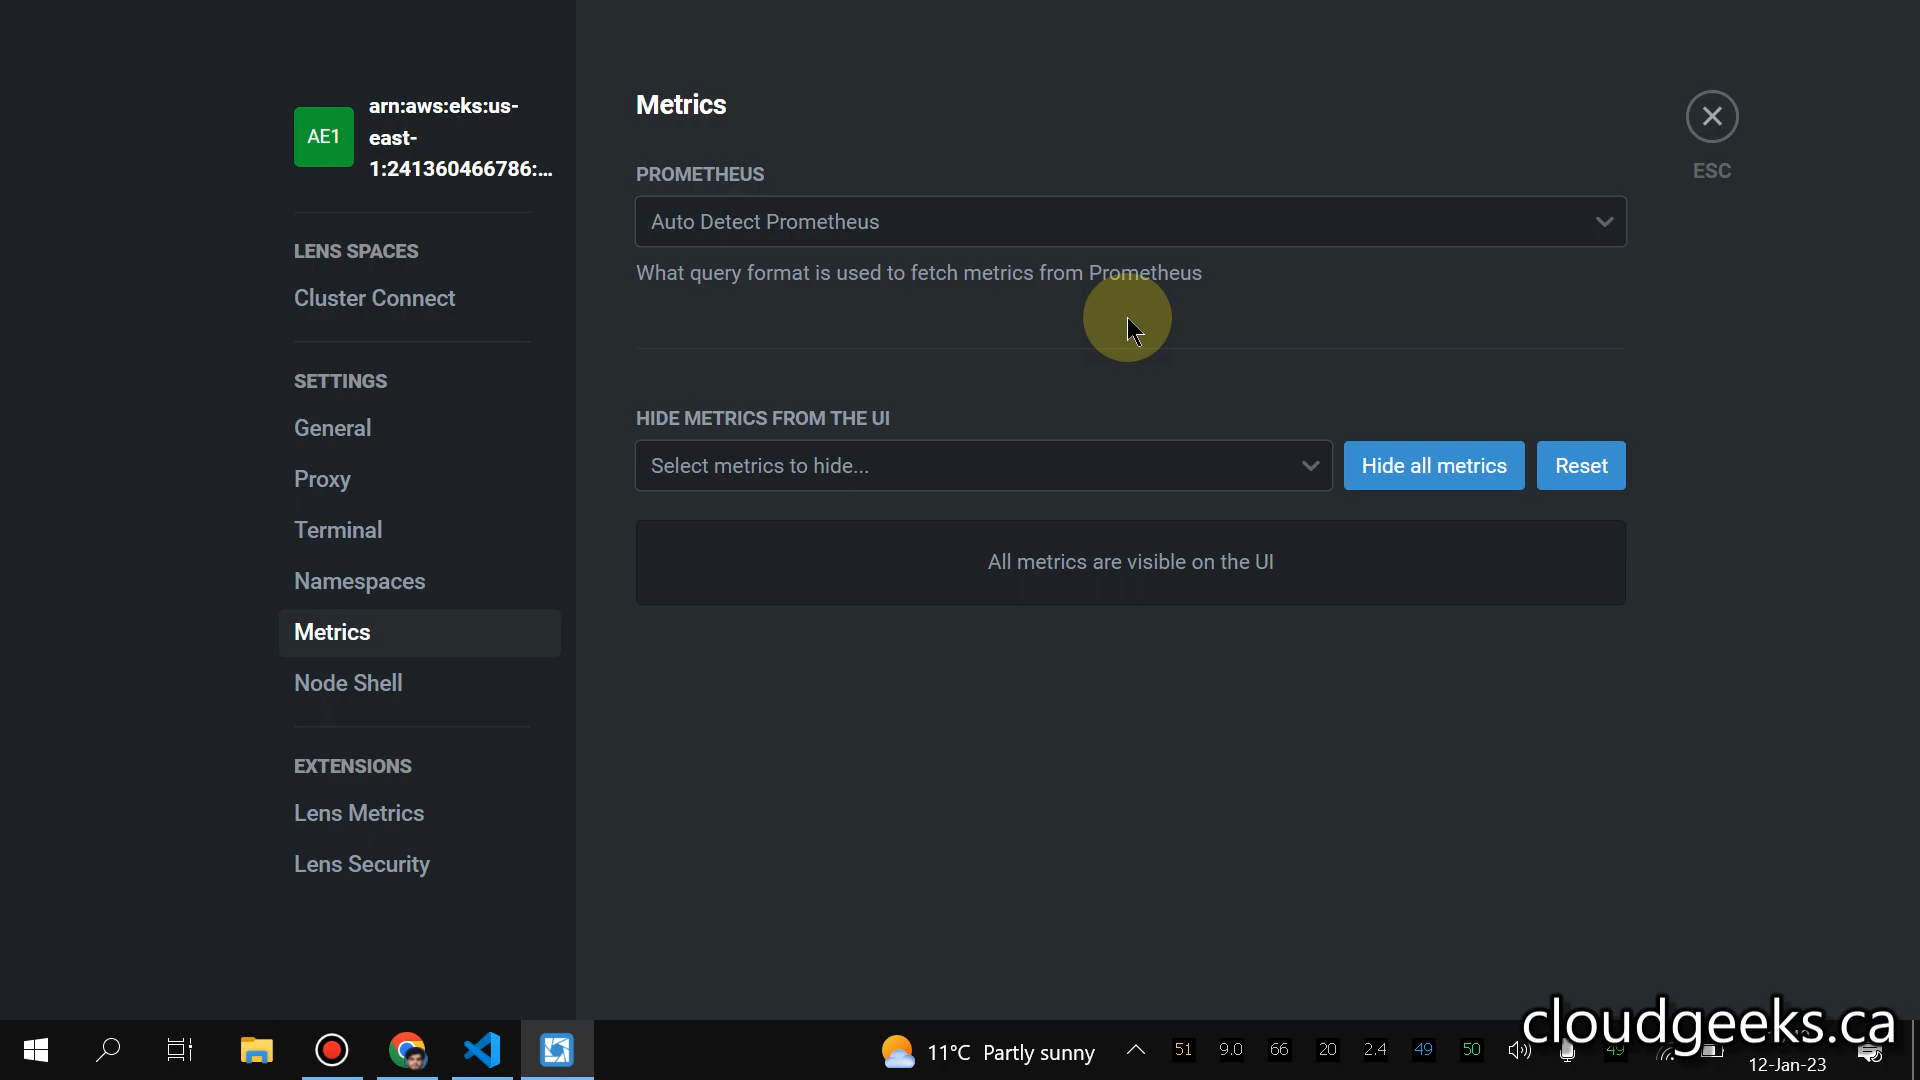 AE1
arn:aws:eks:us-
east-
1:241360466786:...
LENS SPACES
Cluster Connect
SETTINGS
General
Proxy
Terminal
Namespaces
Metrics
Node Shell
EXTENSIONS
Lens Metrics
Lens Security
Metrics
PROMETHEUS
Auto Detect Prometheus
What query format is used to fetch metrics from Prometheus
HIDE METRICS FROM THE UI
Select metrics to hide...
Hide all metrics
Reset
All metrics are visible on the UI
ESC
11°C Partly sunny
51 9.0 66 20 2.4 49 50 49
12-Jan-23
cloudgeeks.ca